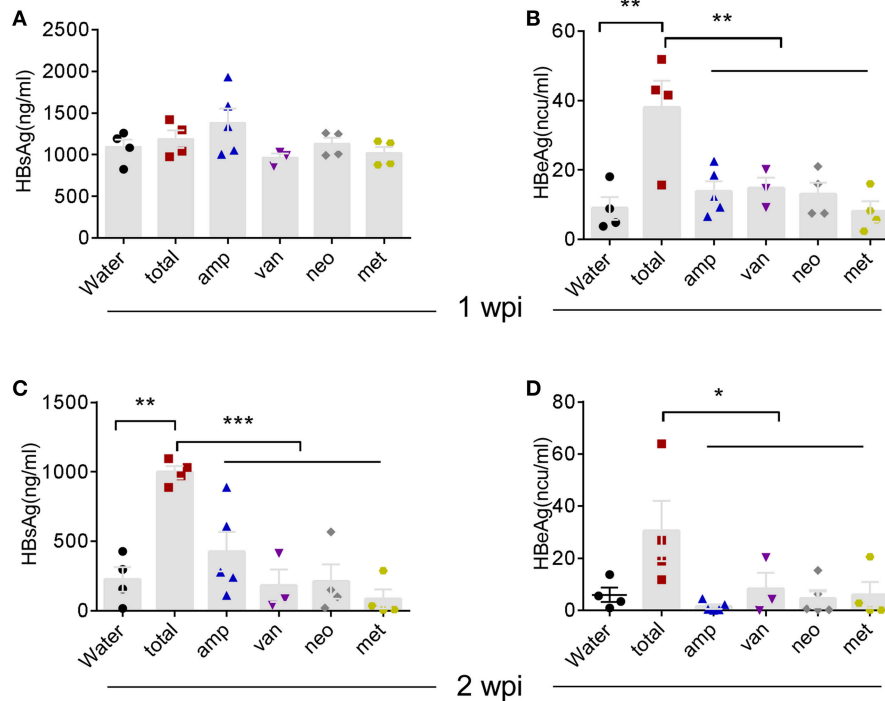 A
HBsAg(ng/ml)
2500
2000
1500
1000
500
0
Water
total
amp
van
neo
met
B
HBeAg(ncu/ml)
60
40
20
0
**
**
Water
total
amp
van
neo
met
1 wpi
C
HBsAg(ng/ml)
1500
1000
500
0
**
***
Water
total
amp
van
neo
met
D
HBeAg(ncu/ml)
80
60
40
20
0
*
Water
total
amp
van
neo
met
2 wpi